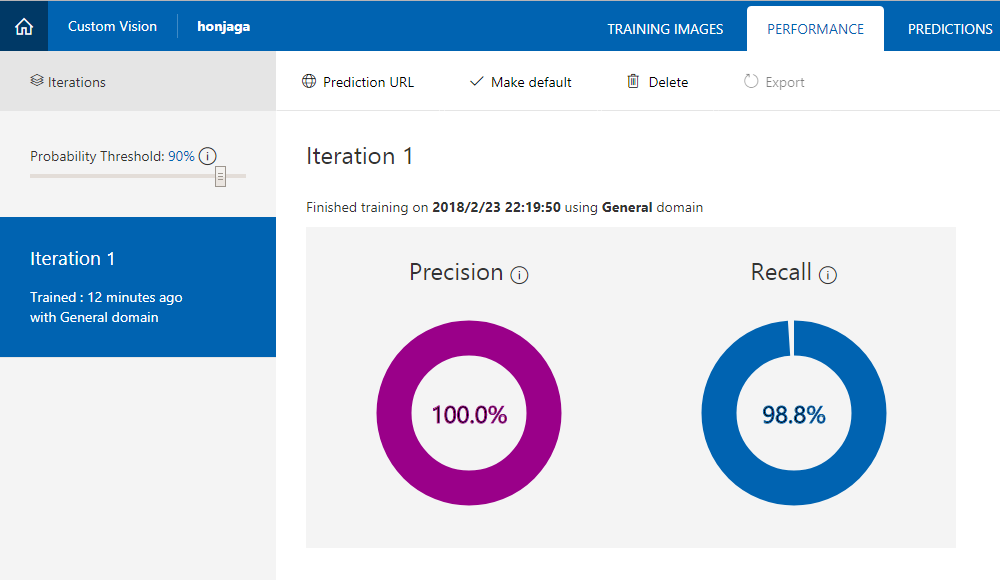 Custom Vision honjaga TRAINING IMAGES PERFORMANCE PREDICTIONS
Iterations
Prediction URL Make default Delete Export
Probability Threshold: 90%
Iteration 1
Trained : 12 minutes ago
with General domain
Iteration 1
Finished training on 2018/2/23 22:19:50 using General domain
Precision Recall
100.0% 98.8%